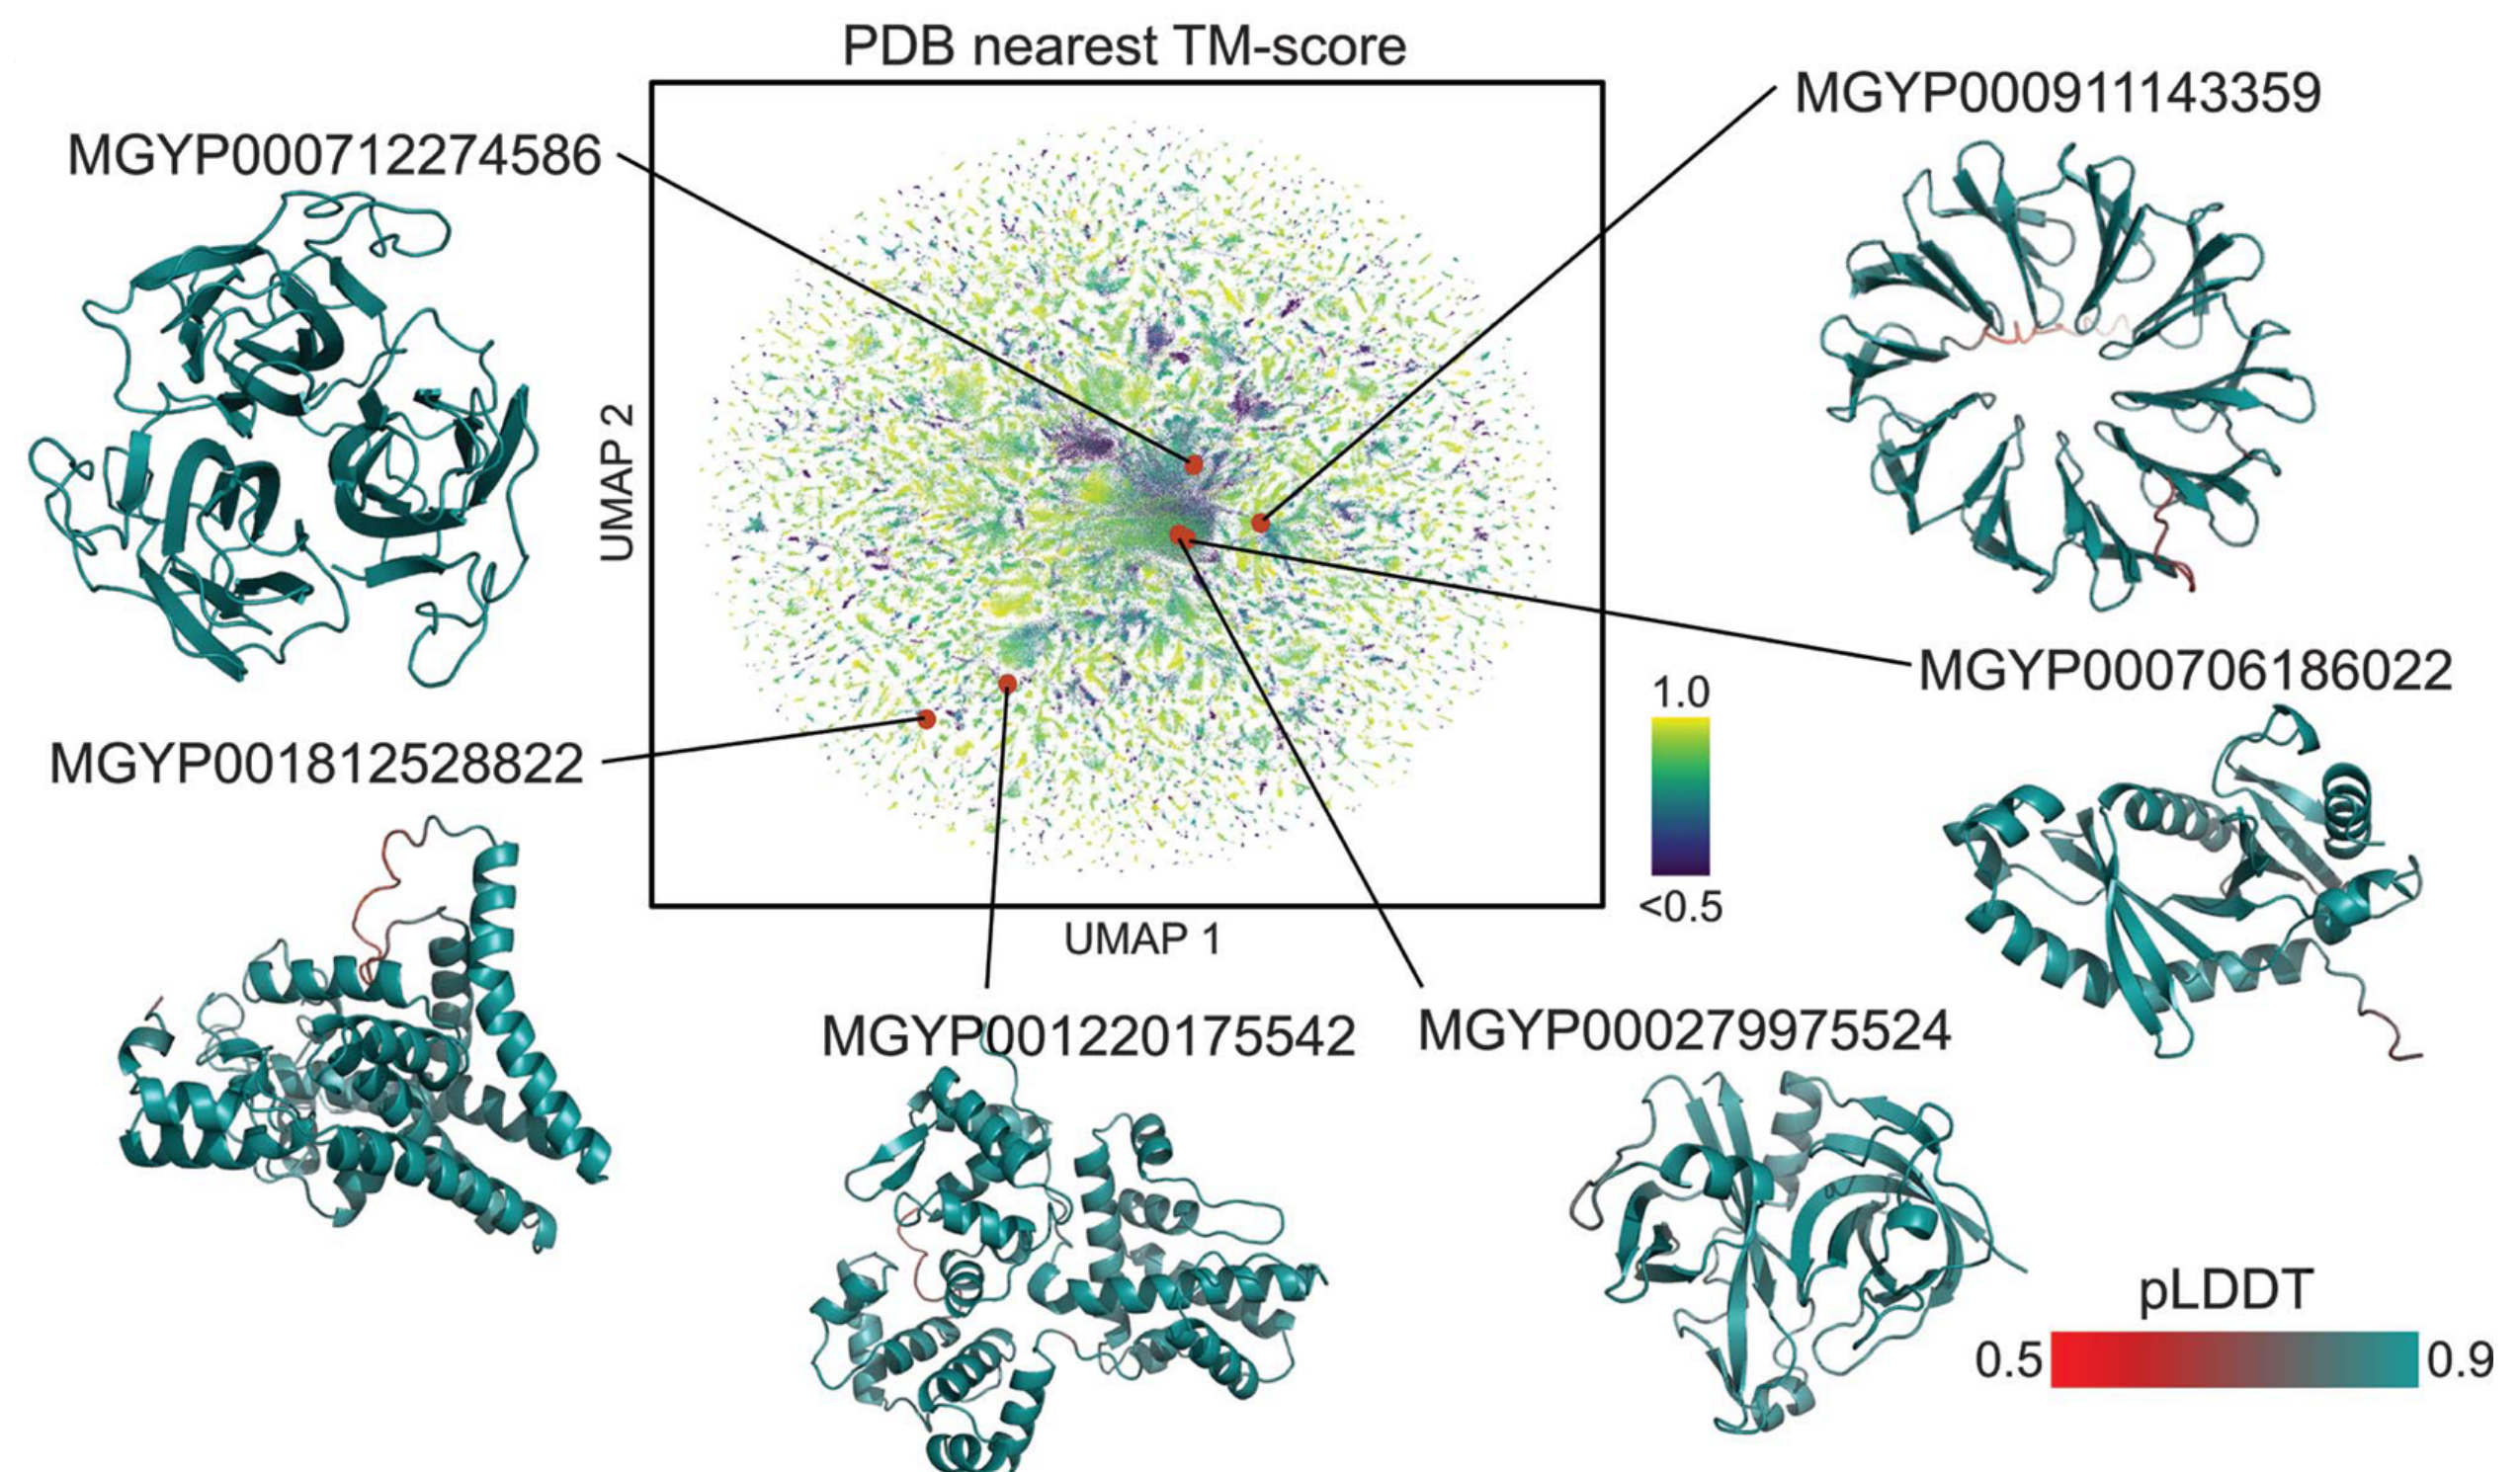 PDB nearest TM-score
MGYP000911143359
MGYP000712274586
UMAP 2
MGYP000706186022
1.0
MGYP001812528822
<0.5
UMAP 1
MGYP001220175542
MGYP000279975524
pLDDT
0.5
0.9